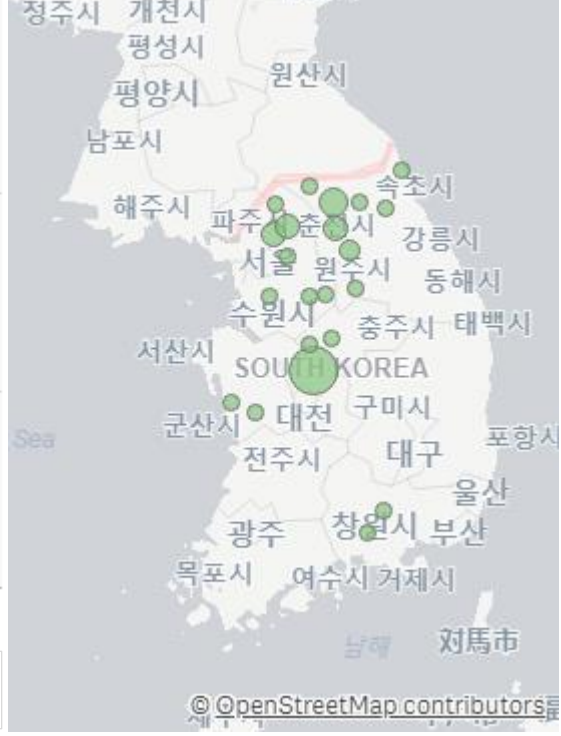 정주시 개천시
평성시
원산시
평양시
남포시
속초시
해주시 파주 춘 시
강릉시
서울 원주시
동해시
수원시
충주시 태백시
서산시
SOUTH KOREA
구미시
군산시 대전
포항시
Sea
전주시 대구
울산
광주 창원시 부산
목포시 여수시 거제시
남해
対馬市
© OpenStreetMap contributors